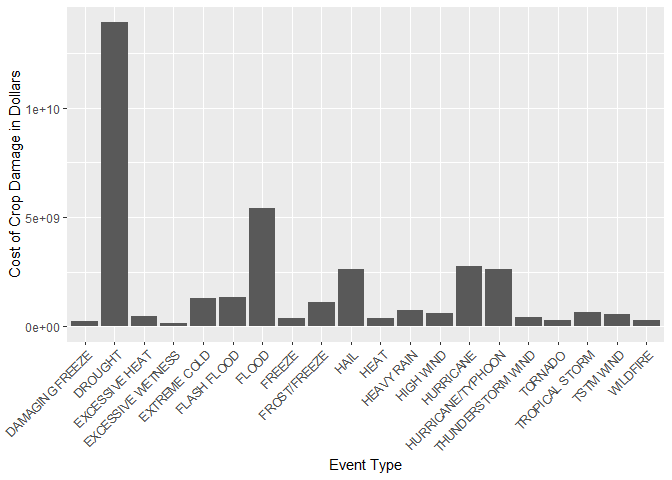 Cost of Crop Damage in Dollars
1e+10
5e+09
0e+00
DAMAGING FREEZE
DROUGHT
EXCESSIVE HEAT
EXCESSIVE WETNESS
EXTREME COLD
FLASH FLOOD
FLOOD
FREEZE
FROST/FREEZE
HAIL
HEAT
HEAVY RAIN
HIGH WIND
HURRICANE
HURRICANE/TYPHOON
THUNDERSTORM WIND
TORNADO
TROPICAL STORM
TSTM WIND
WILDFIRE
Event Type